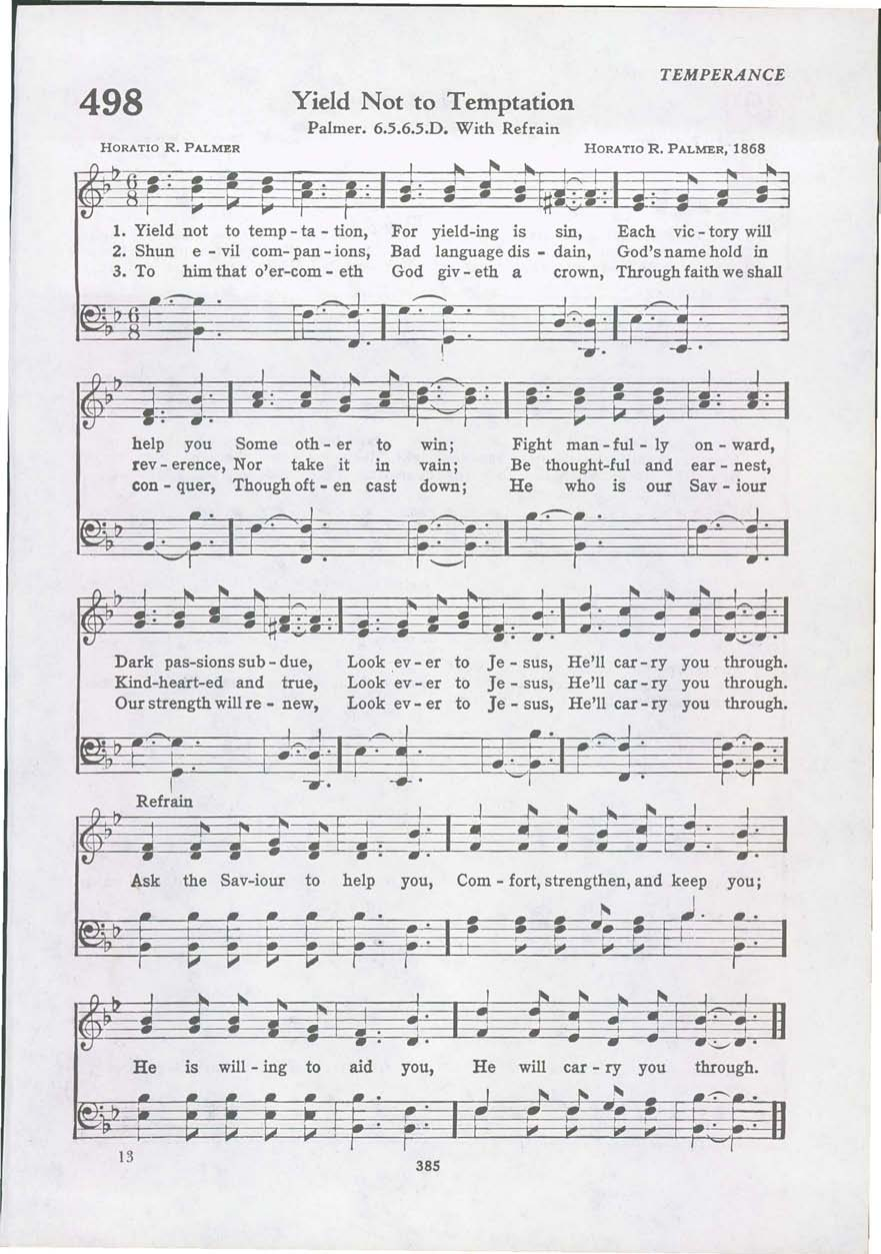 TEMPERANCE
498
Yield Not to Temptation
Palmer. 6.5.6.5.D. With Refrain
HORATIO R. PALMER HORATIO R. PALMER, 1868
6 8
1. Yield not to temp - ta - tion, For yield-ing is sin, Each vic - tory will
2. Shun e - vil com- pan - ions, Bad language dis - dain, God's name hold in
3. To him that o'er-com - eth God giv - eth a crown, Through faith we shall
6 8
help you Some oth - er to win; Fight man - ful - ly on - ward,
rev - erence, Nor take it in vain; Be thought-ful and ear - nest,
con - quer, Though oft - en cast down; He who is our Sav - iour
Dark pas-sions sub - due, Look ev - er to Je - sus, He'll car - ry you through.
Kind-heart-ed and true, Look ev - er to Je - sus, He'll car - ry you through.
Our strength will re - new, Look ev - er to Je - sus, He'll car - ry you through.
Refrain
Ask the Sav-iour to help you, Com - fort, strengthen, and keep you;
He is will - ing to aid you, He will car - ry you through.
13
385